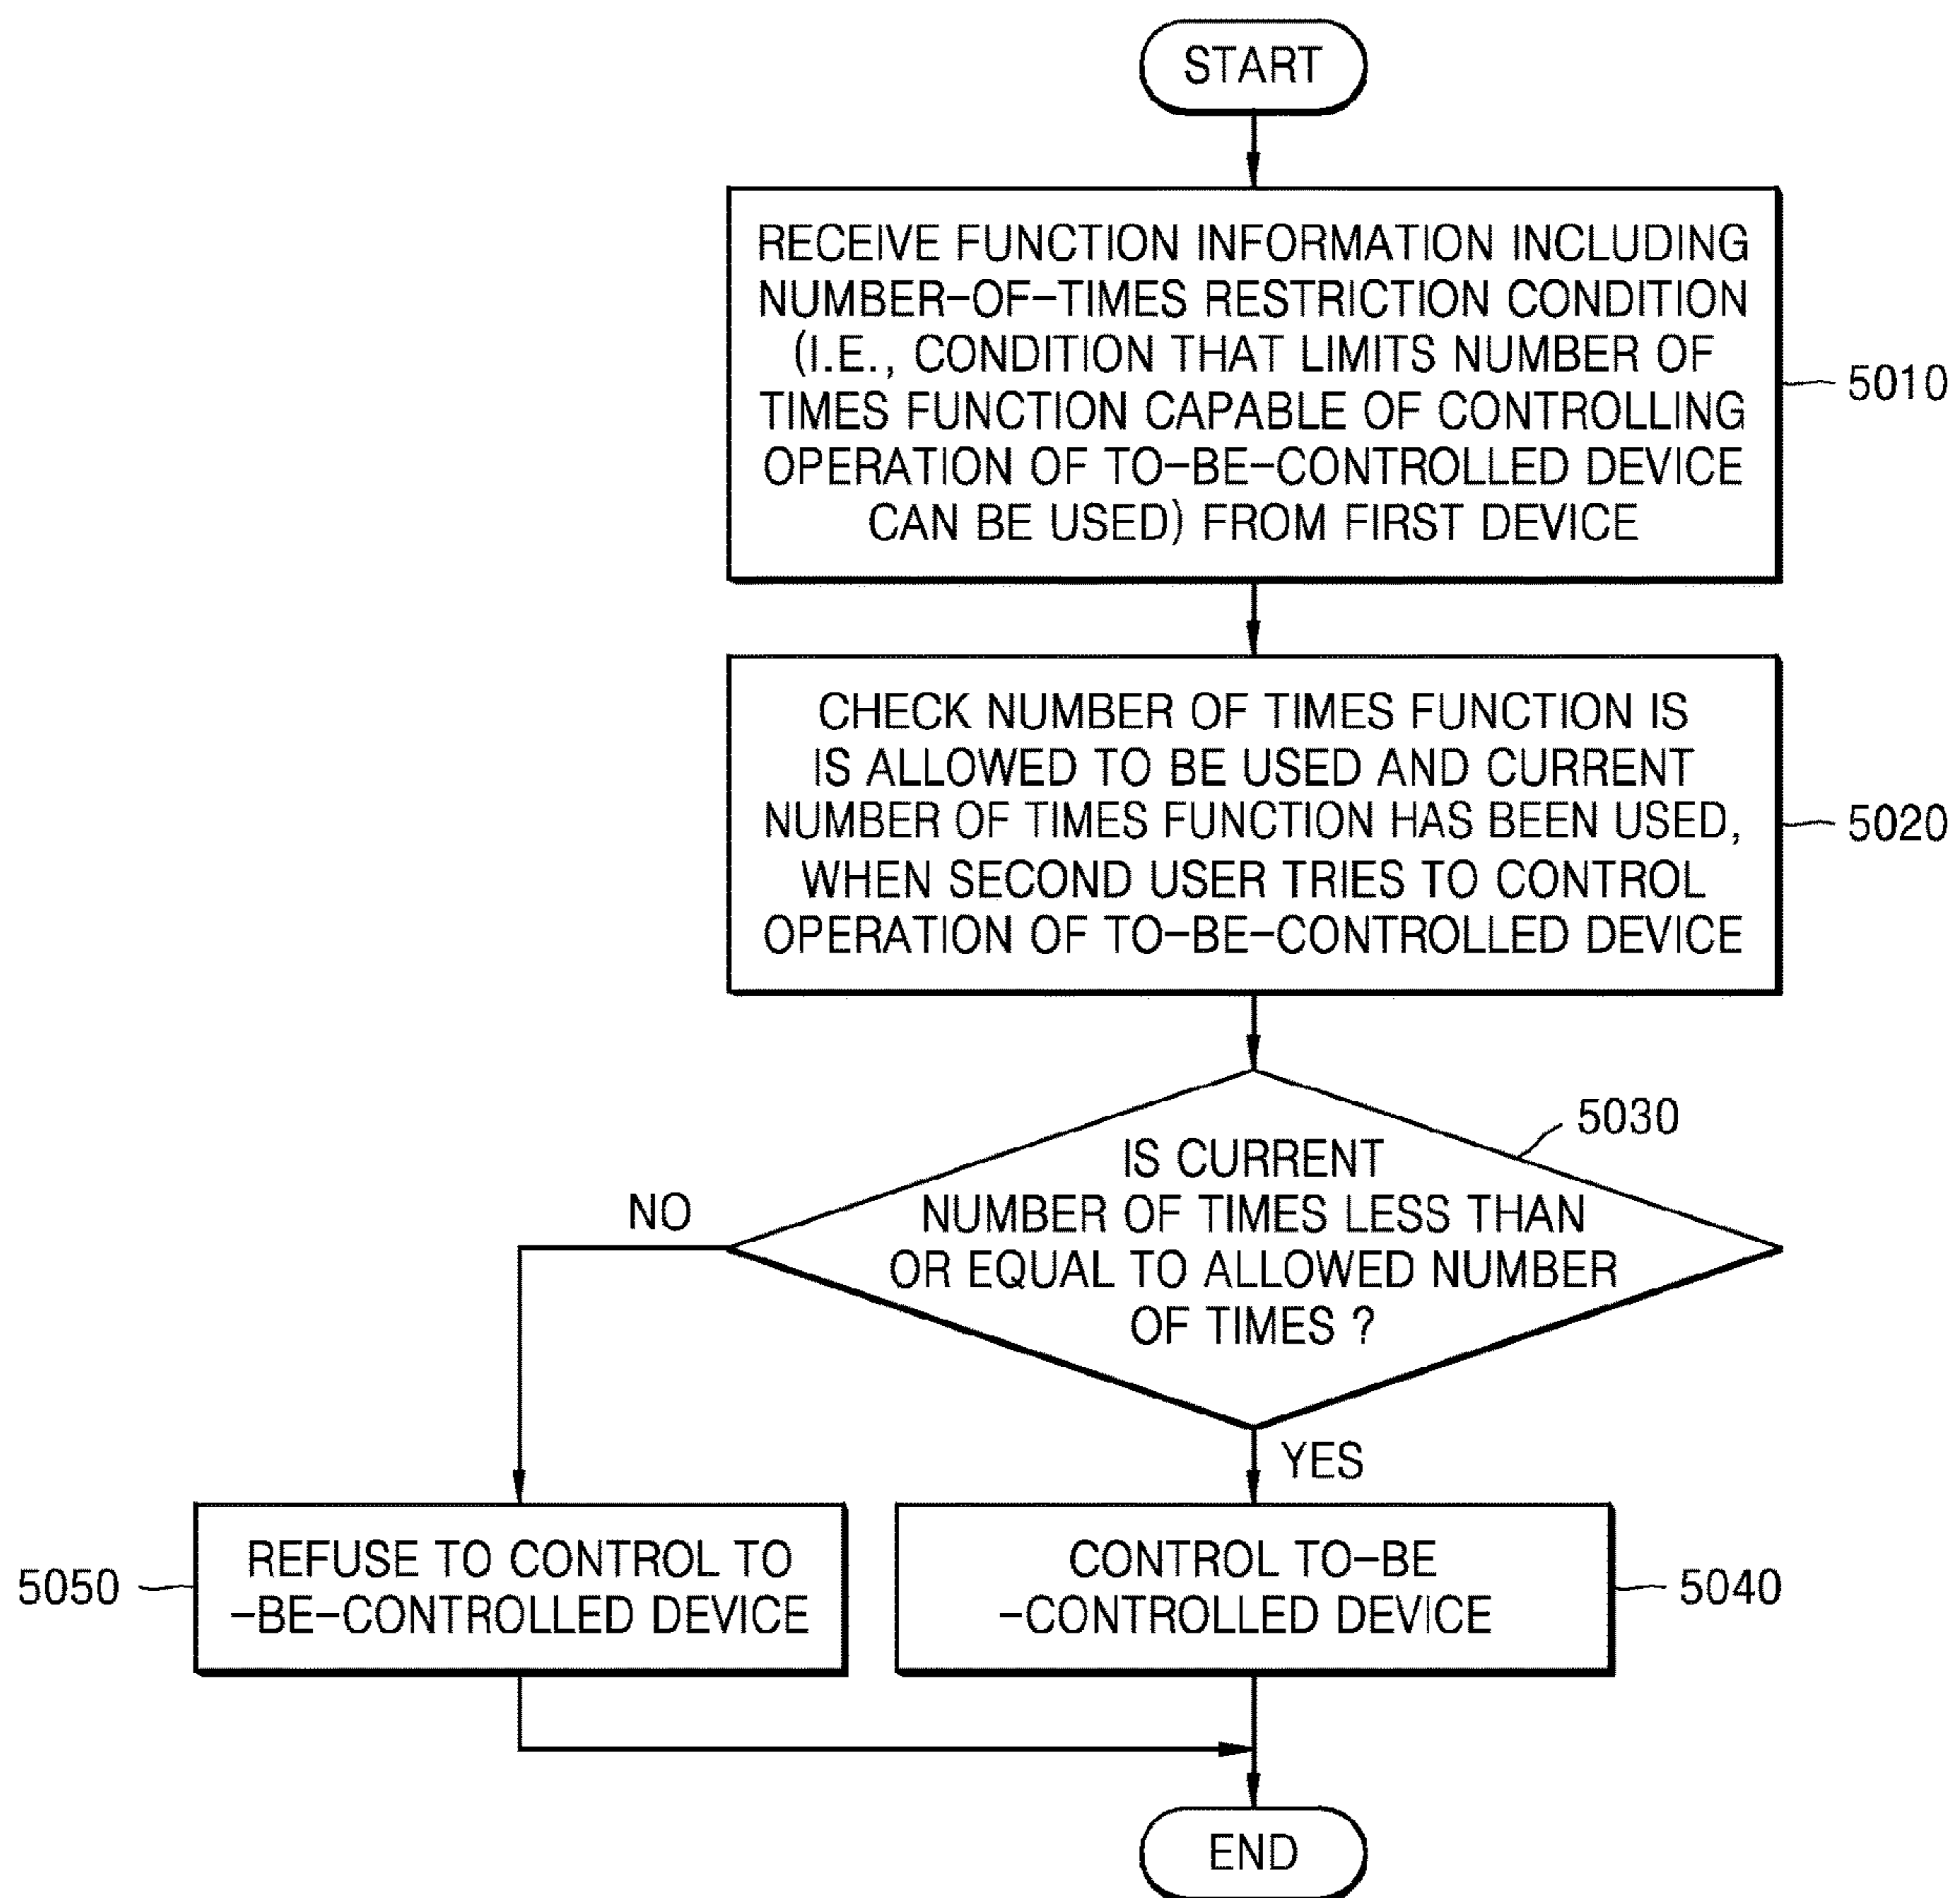 START
RECEIVE FUNCTION INFORMATION INCLUDING
NUMBER-OF-TIMES RESTRICTION CONDITION
(I.E., CONDITION THAT LIMITS NUMBER OF
TIMES FUNCTION CAPABLE OF CONTROLLING
OPERATION OF TO-BE-CONTROLLED DEVICE
CAN BE USED) FROM FIRST DEVICE
5010
CHECK NUMBER OF TIMES FUNCTION IS
IS ALLOWED TO BE USED AND CURRENT
NUMBER OF TIMES FUNCTION HAS BEEN USED,
WHEN SECOND USER TRIES TO CONTROL
OPERATION OF TO-BE-CONTROLLED DEVICE
5020
5030
IS CURRENT
NUMBER OF TIMES LESS THAN
OR EQUAL TO ALLOWED NUMBER
OF TIMES ?
NO
YES
5050
REFUSE TO CONTROL TO
-BE-CONTROLLED DEVICE
CONTROL TO-BE
-CONTROLLED DEVICE
5040
END